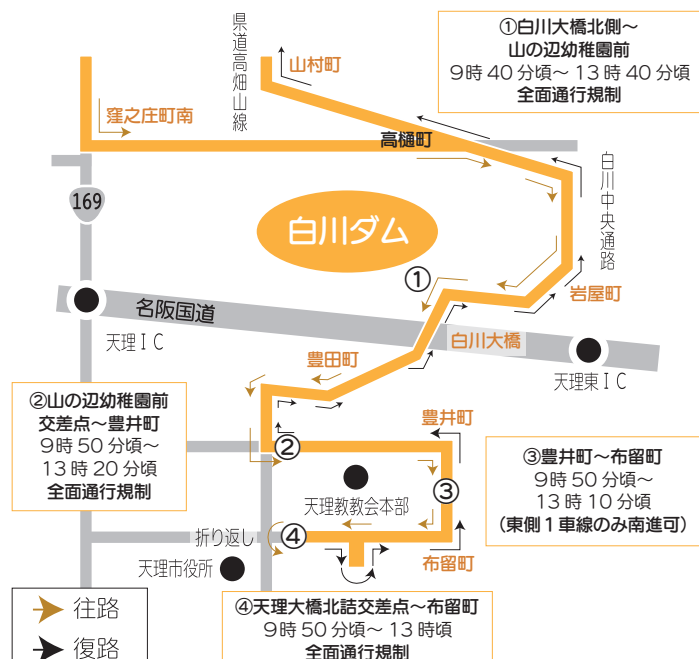 ①白川大橋北側～
山の辺幼稚園前
9時40分頃～13時40分頃
全面通行規制
県道高畑山線
山村町
窪之庄町南
高樋町
白川中央通路
169
白川ダム
①
岩屋町
名阪国道
天理IC
白川大橋
天理東IC
豊田町
②山の辺幼稚園前
交差点～豊井町
9時50分頃～
13時20分頃
全面通行規制
豊井町
②
③
③豊井町～布留町
9時50分頃～
13時10分頃
(東側1車線のみ南進可)
天理教教会本部
折り返し
④
天理市役所
布留町
④天理大橋北詰交差点～布留町
9時50分頃～13時頃
全面通行規制
往路
復路